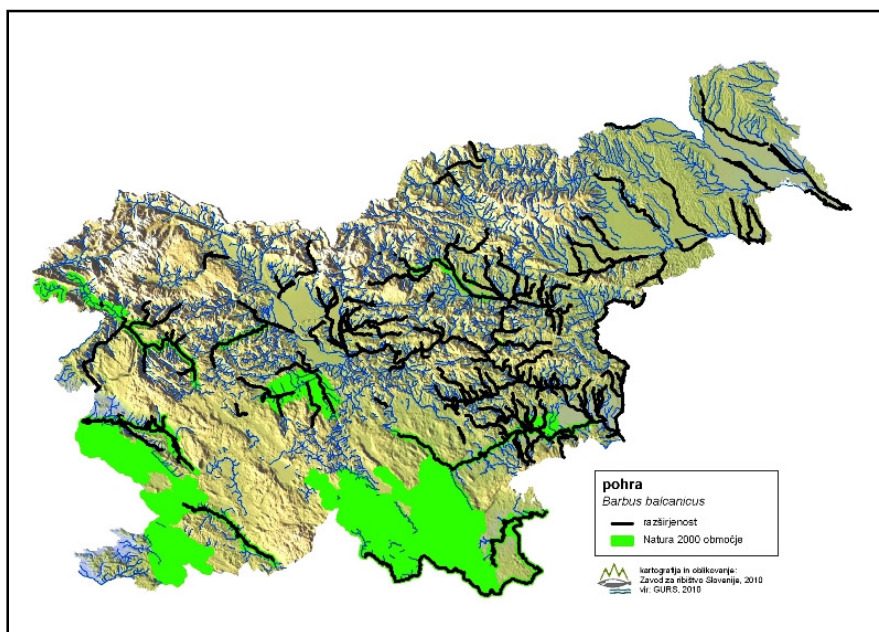 pohra
Barbus balcanicus
razširjenost
Natura 2000 območje
kartografija in oblikovanje:
Zavod za ribištvo Slovenije, 2010
vir: GURS, 2010